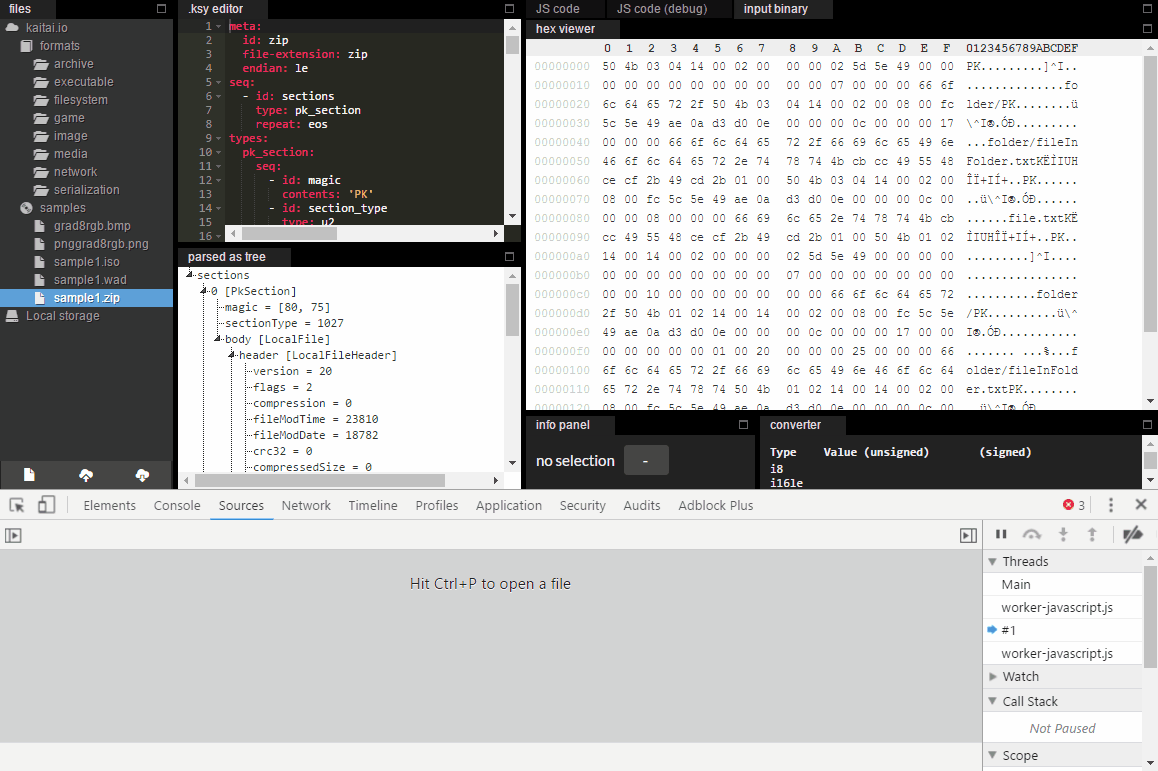 files
kaitai.io
formats
archive
executable
filesystem
game
image
media
network
serialization
samples
grad8rgb.bmp
pnggrad8rgb.png
sample1.iso
sample1.wad
sample1.zip
Local storage
.ksy editor
1 meta:
2 id: zip
3 file-extension: zip
4 endian: le
5 seq:
6 - id: sections
7 type: pk_section
8 repeat: eos
9 types:
10 pk_section:
11 seq:
12 - id: magic
13 contents: 'PK'
14 - id: section_type
15 type: u2
16
parsed as tree
sections
0 [PkSection]
magic = [80, 75]
sectionType = 1027
body [LocalFile]
header [LocalFileHeader]
version = 20
flags = 2
compression = 0
fileModTime = 23810
fileModDate = 18782
crc32 = 0
compressedSize = 0
JS code JS code (debug) input binary
hex viewer
0 1 2 3 4 5 6 7 8 9 A B C D E F 0123456789ABCDEF
00000000 50 4b 03 04 14 00 02 00 00 00 02 5d 5e 49 00 00 PK.........]^I..
00000010 00 00 00 00 00 00 00 00 00 00 07 00 00 00 66 6f ..............fo
00000020 6c 64 65 72 2f 50 4b 03 04 14 00 02 00 08 00 fc lder/PK........ü
00000030 5c 5e 49 ae 0a d3 d0 0e 00 00 00 0c 00 00 00 17 \^I®.ÓÐ.........
00000040 00 00 00 66 6f 6c 64 65 72 2f 66 69 6c 65 49 6e ...folder/fileIn
00000050 46 6f 6c 64 65 72 2e 74 78 74 4b cb cc 49 55 48 Folder.txtKËÌIUH
00000060 ce cf 2b 49 cd 2b 01 00 50 4b 03 04 14 00 02 00 ÎÏ+IÍ+..PK......
00000070 08 00 fc 5c 5e 49 ae 0a d3 d0 0e 00 00 00 0c 00 ..ü\^I®.ÓÐ......
00000080 00 00 08 00 00 00 66 69 6c 65 2e 74 78 74 4b cb ......file.txtKË
00000090 cc 49 55 48 ce cf 2b 49 cd 2b 01 00 50 4b 01 02 ÌIUHÎÏ+IÍ+..PK..
000000a0 14 00 14 00 02 00 00 00 02 5d 5e 49 00 00 00 00 .........]^I....
000000b0 00 00 00 00 00 00 00 00 07 00 00 00 00 00 00 00 ................
000000c0 00 00 10 00 00 00 00 00 00 00 66 6f 6c 64 65 72 ..........folder
000000d0 2f 50 4b 01 02 14 00 14 00 02 00 08 00 fc 5c 5e /PK..........ü\^
000000e0 49 ae 0a d3 d0 0e 00 00 00 0c 00 00 00 17 00 00 I®.ÓÐ...........
000000f0 00 00 00 00 00 01 00 20 00 00 00 25 00 00 00 66 ....... ...%...f
00000100 6f 6c 64 65 72 2f 66 69 6c 65 49 6e 46 6f 6c 64 older/fileInFold
00000110 65 72 2e 74 78 74 50 4b 01 02 14 00 14 00 02 00 er.txtPK........
00000120 08 00 fc 5c 5e 49 ae 0a d3 d0 0e 00 00 00 0c 00 ..ü\^I®.ÓÐ......
info panel
no selection -
converter
Type Value (unsigned) (signed)
i8
i16le
Elements Console Sources Network Timeline Profiles Application Security Audits Adblock Plus 3
Hit Ctrl+P to open a file
Threads
Main
worker-javascript.js
#1
worker-javascript.js
Watch
Call Stack
Not Paused
Scope